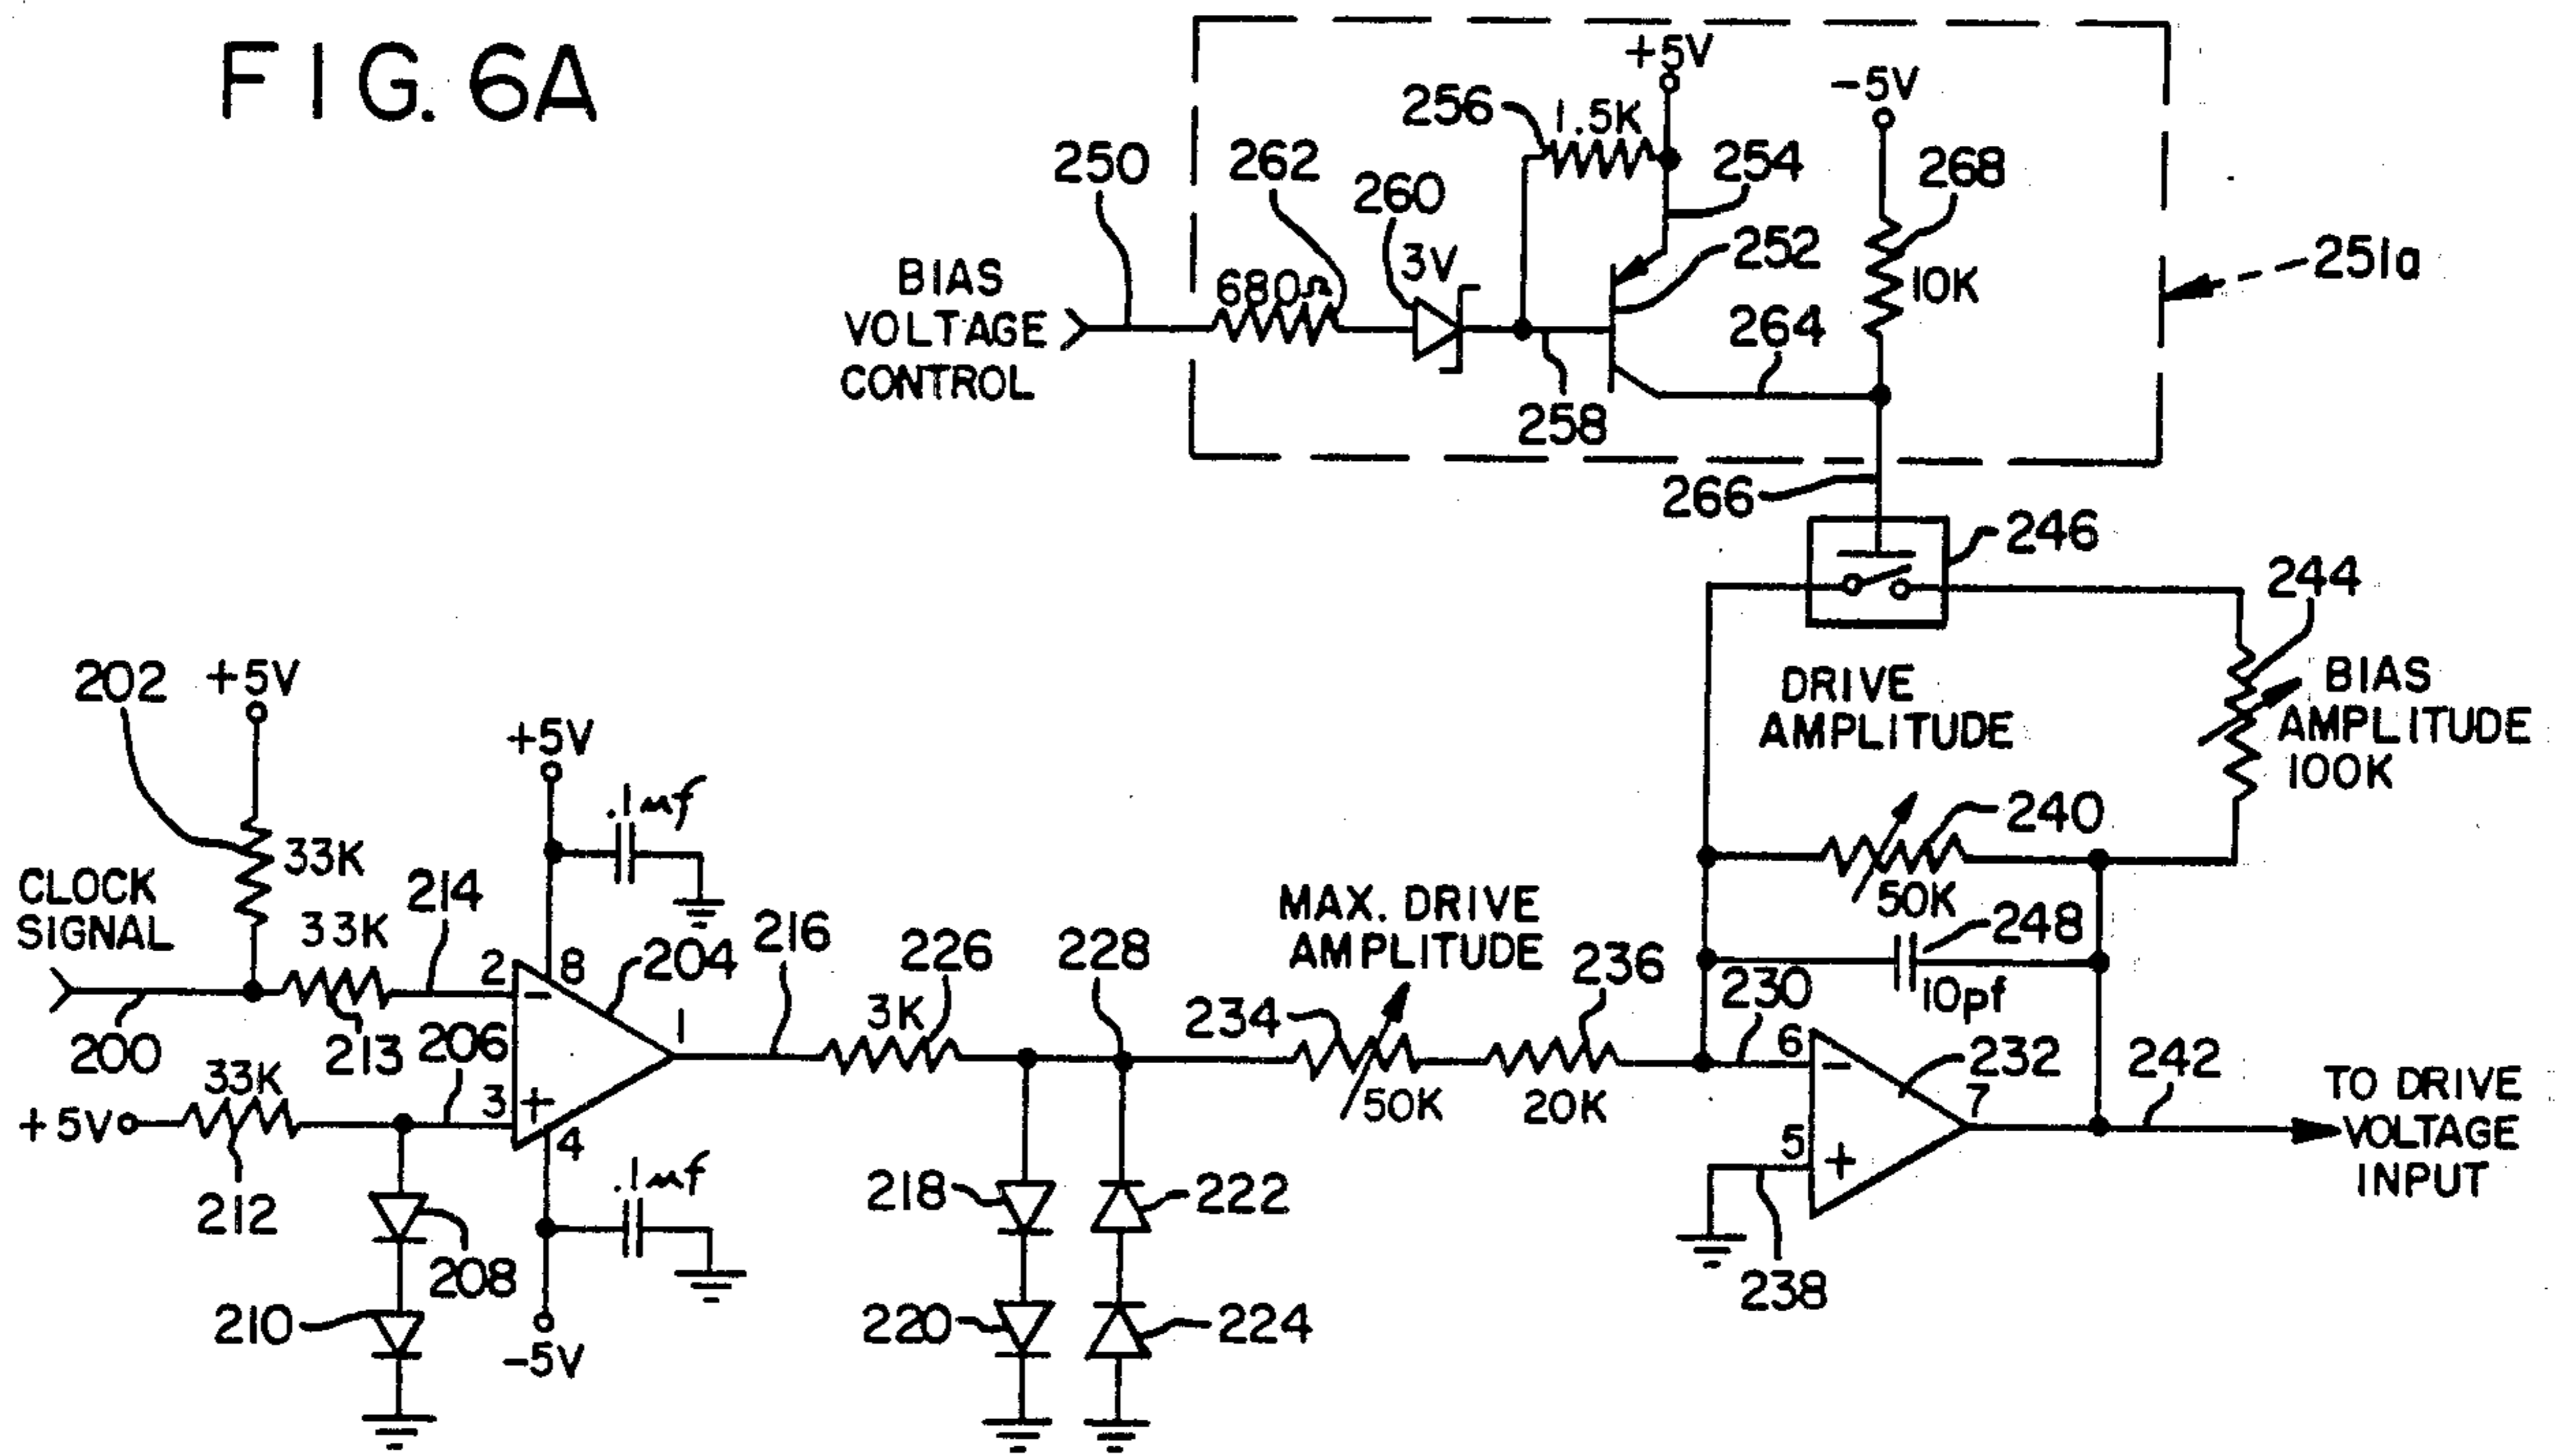 FIG. 6A
+5V
-5V
256
1.5K
254
268
250
262
260
3V
252
251a
680Ω
10K
BIAS
VOLTAGE
CONTROL
264
258
266
246
244
202
+5V
DRIVE
AMPLITUDE
BIAS
AMPLITUDE
100K
+5V
.1 µf
240
33K
50K
CLOCK
SIGNAL
33K
214
MAX. DRIVE
AMPLITUDE
248
10pf
2
8
204
216
226
228
236
230
3K
234
1
200
213
206
50K
20K
6
232
7
242
TO DRIVE
VOLTAGE
INPUT
33K
+5V
3
4
5
238
212
.1 µf
218
222
208
210
-5V
220
224
-
+
-
+